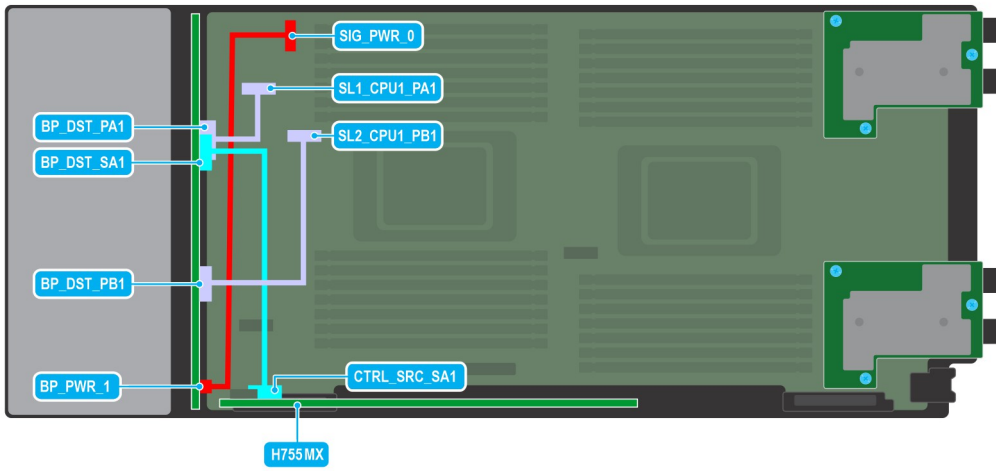 SIG_PWR_0
SL1_CPU1_PA1
BP_DST_PA1
SL2_CPU1_PB1
BP_DST_SA1
BP_DST_PB1
CTRL_SRC_SA1
BP_PWR_1
H755MX